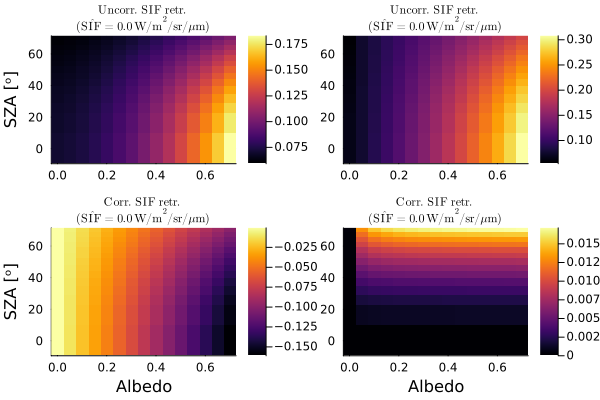 Uncorr. SIF retr.
(SIF = 0.0 W/m²/sr/μm)
SZA [°]
60
40
20
0
0.0 0.2 0.4 0.6
0.175
0.150
0.125
0.100
0.075
Uncorr. SIF retr.
(SIF = 0.0 W/m²/sr/μm)
60
40
20
0
0.0 0.2 0.4 0.6
0.30
0.25
0.20
0.15
0.10
Corr. SIF retr.
(SIF = 0.0 W/m²/sr/μm)
SZA [°]
60
40
20
0
0.0 0.2 0.4 0.6
Albedo
−0.025
−0.050
−0.075
−0.100
−0.125
−0.150
Corr. SIF retr.
(SIF = 0.0 W/m²/sr/μm)
60
40
20
0
0.0 0.2 0.4 0.6
Albedo
0.015
0.012
0.010
0.007
0.005
0.002
0